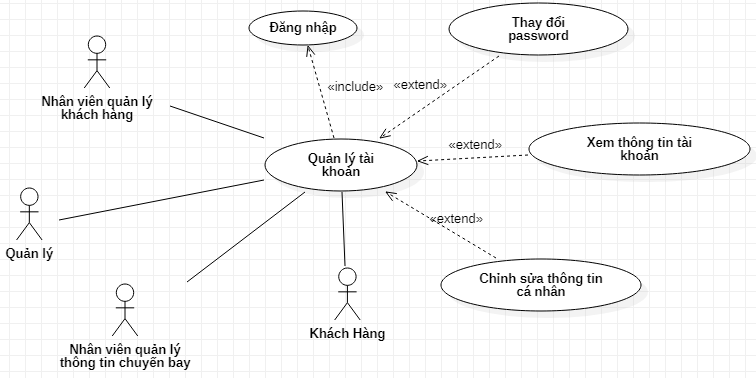 Đăng nhập
Thay đổi
password
Nhân viên quản lý
khách hàng
«include»
«extend»
Quản lý tài
khoản
«extend»
Xem thông tin tài
khoản
Quản lý
«extend»
Chỉnh sửa thông tin
cá nhân
Khách Hàng
Nhân viên quản lý
thông tin chuyến bay